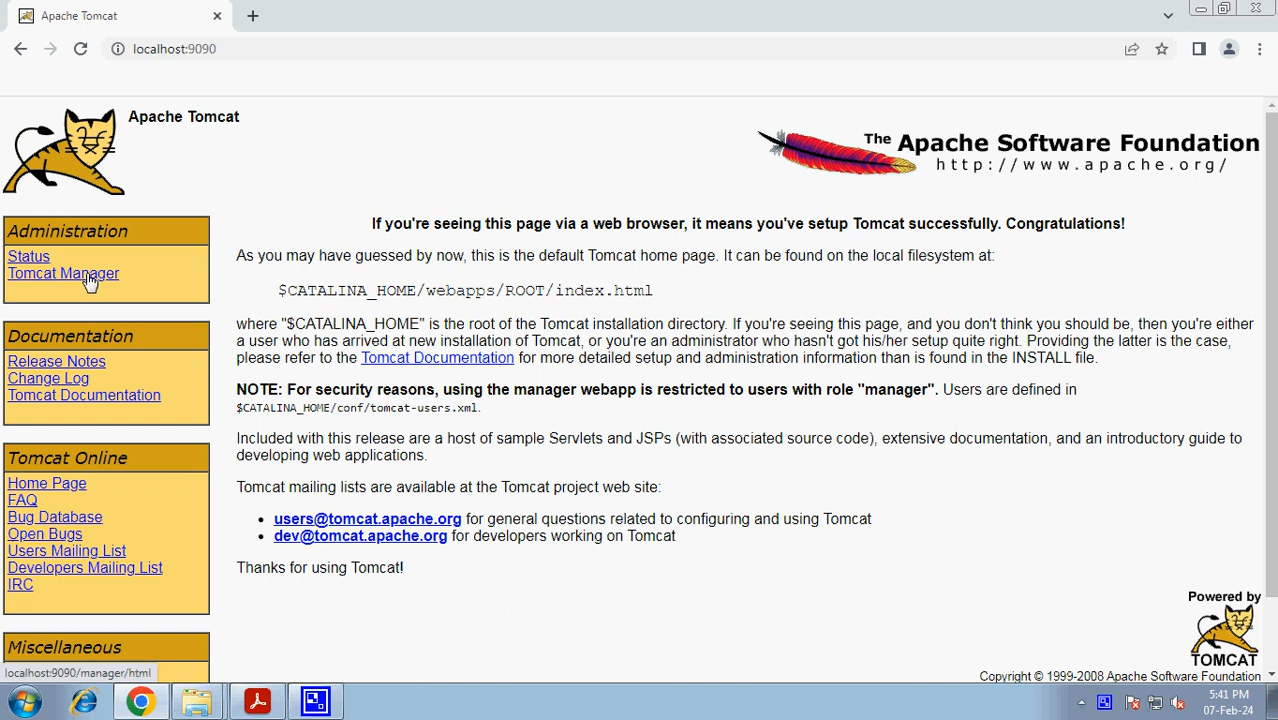 Apache Tomcat
localhost:9090
Apache Tomcat
The Apache Software Foundation
http://www.apache.org/
Administration
Status
Tomcat Manager
Documentation
Release Notes
Change Log
Tomcat Documentation
Tomcat Online
Home Page
FAQ
Bug Database
Open Bugs
Users Mailing List
Developers Mailing List
IRC
Miscellaneous
If you're seeing this page via a web browser, it means you've setup Tomcat successfully. Congratulations!
As you may have guessed by now, this is the default Tomcat home page. It can be found on the local filesystem at:
$CATALINA_HOME/webapps/ROOT/index.html
where "$CATALINA_HOME" is the root of the Tomcat installation directory. If you're seeing this page, and you don't think you should be, then you're either
a user who has arrived at new installation of Tomcat, or you're an administrator who hasn't got his/her setup quite right. Providing the latter is the case,
please refer to the Tomcat Documentation for more detailed setup and administration information than is found in the INSTALL file.
NOTE: For security reasons, using the manager webapp is restricted to users with role "manager". Users are defined in
$CATALINA_HOME/conf/tomcat-users.xml.
Included with this release are a host of sample Servlets and JSPs (with associated source code), extensive documentation, and an introductory guide to
developing web applications.
Tomcat mailing lists are available at the Tomcat project web site:
• users@tomcat.apache.org for general questions related to configuring and using Tomcat
• dev@tomcat.apache.org for developers working on Tomcat
Thanks for using Tomcat!
Powered by
TOMCAT
Copyright © 1999-2008 Apache Software Foundation
localhost:9090/manager/html
5:41 PM
07-Feb-24